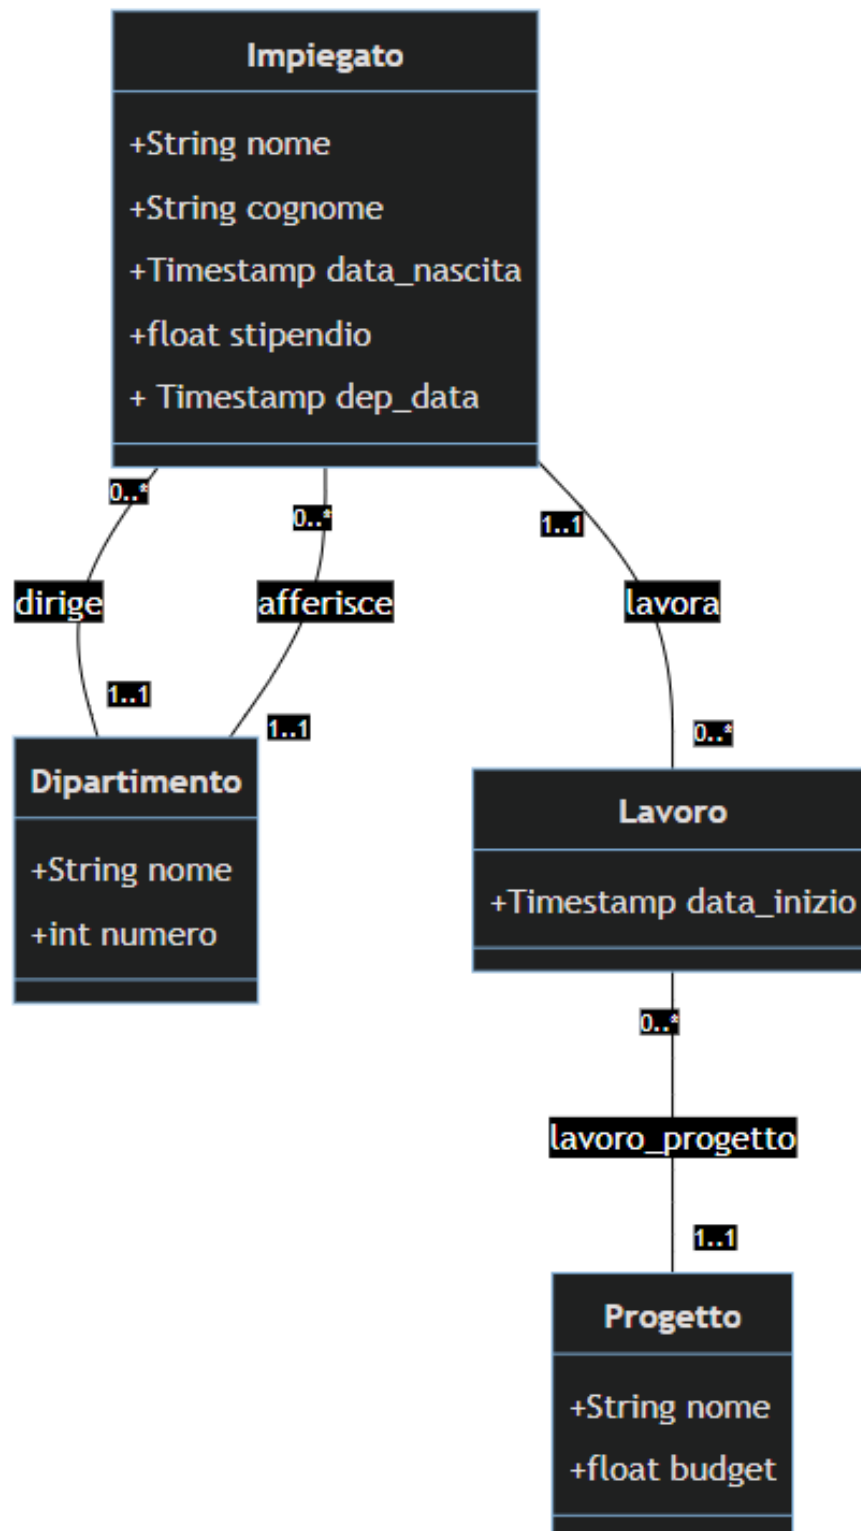 Impiegato
+String nome
+String cognome
+Timestamp data_nascita
+float stipendio
+ Timestamp dep_data
0..*
0..*
1..1
dirige
afferisce
lavora
1..1
1..1
0..*
Dipartimento
+String nome
+int numero
Lavoro
+Timestamp data_inizio
0..*
lavoro_progetto
1..1
Progetto
+String nome
+float budget